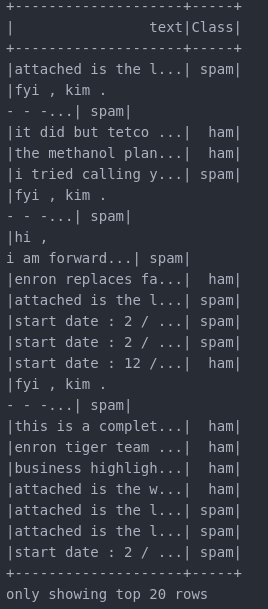 +--------------------+-----+
|                text|Class|
+--------------------+-----+
|attached is the l...| spam|
|fyi , kim .
- - -...| spam|
|it did but tetco ...|  ham|
|the methanol plan...|  ham|
|i tried calling y...| spam|
|fyi , kim .
- - -...| spam|
|hi ,
i am forward...| spam|
|enron replaces fa...|  ham|
|attached is the l...| spam|
|start date : 2 / ...| spam|
|start date : 2 / ...| spam|
|start date : 12 /...|  ham|
|fyi , kim .
- - -...| spam|
|this is a complet...|  ham|
|enron tiger team ...|  ham|
|business highligh...|  ham|
|attached is the w...|  ham|
|attached is the l...| spam|
|attached is the l...| spam|
|start date : 2 / ...| spam|
+--------------------+-----+
only showing top 20 rows